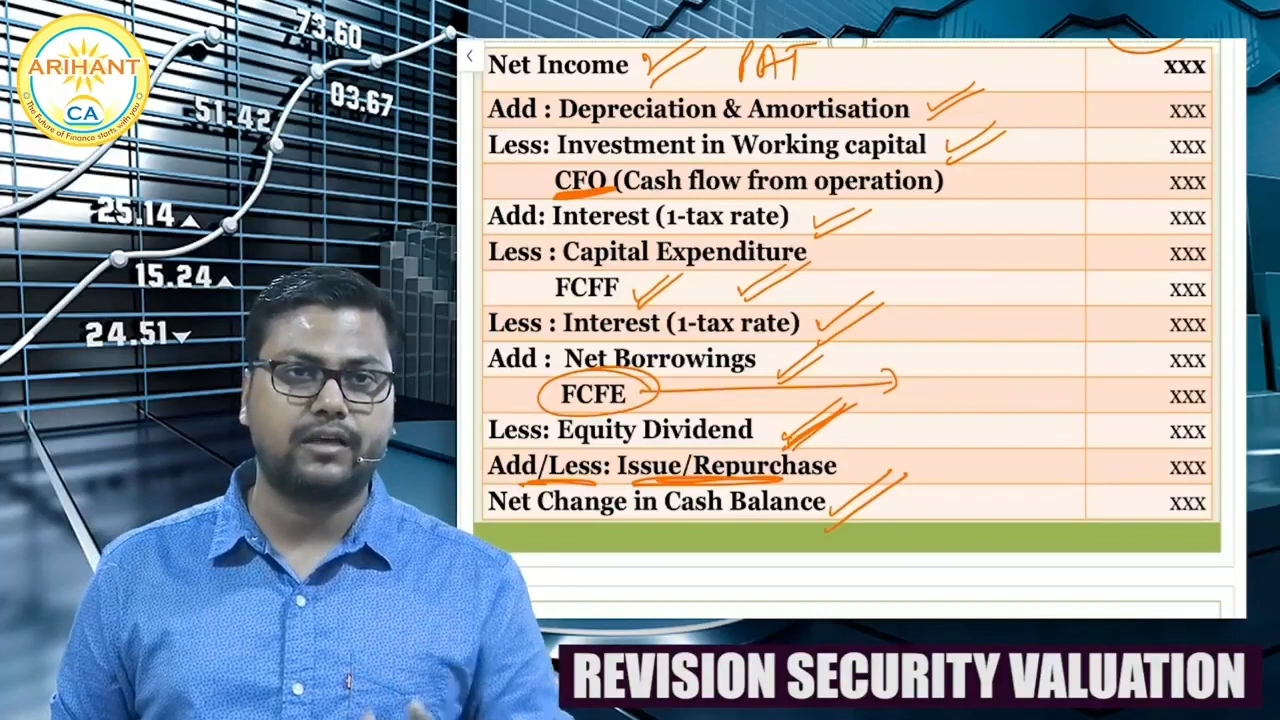 ARIHANT
CA
The Future of Finance starts with you
73.60
51.42
03.67
25.14
15.24
24.51
Net Income PAT xxx
Add : Depreciation & Amortisation xxx
Less: Investment in Working capital xxx
CFO (Cash flow from operation) xxx
Add: Interest (1-tax rate) xxx
Less : Capital Expenditure xxx
FCFF xxx
Less : Interest (1-tax rate) xxx
Add : Net Borrowings xxx
FCFE xxx
Less: Equity Dividend xxx
Add/Less: Issue/Repurchase xxx
Net Change in Cash Balance xxx
REVISION SECURITY VALUATION